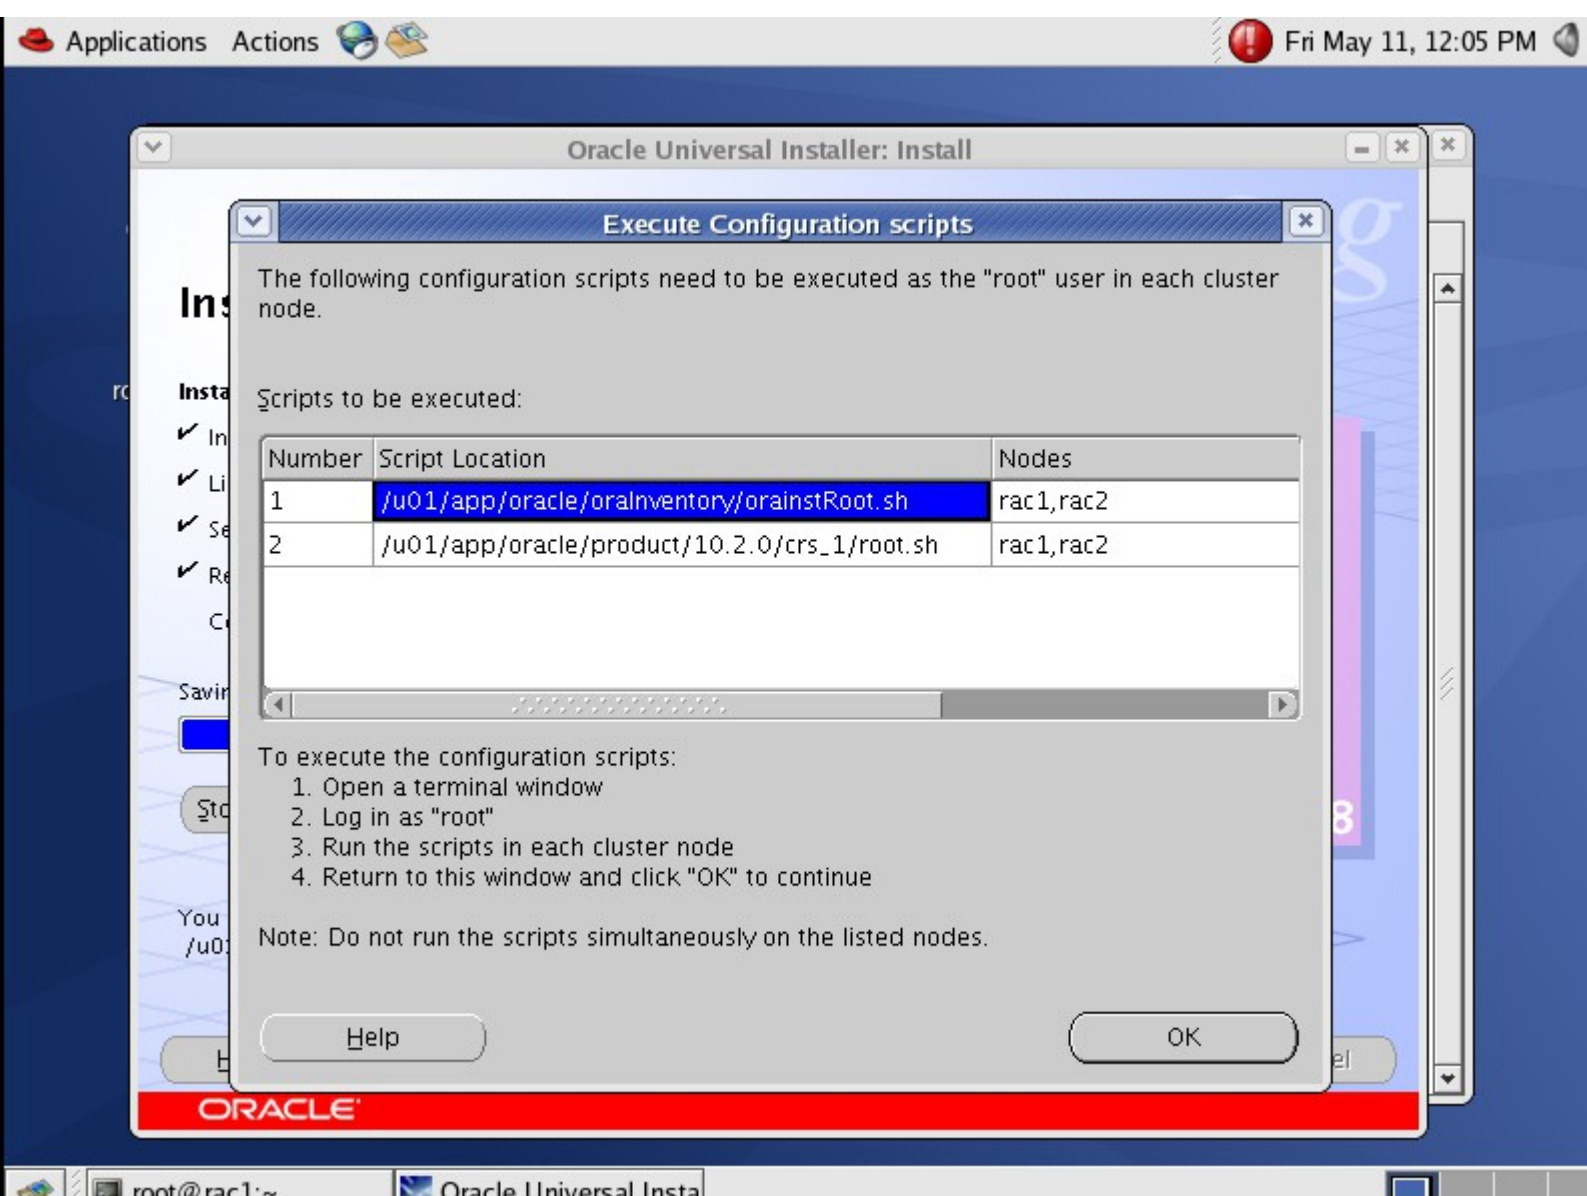 Applications Actions Fri May 11, 12:05 PM
Oracle Universal Installer: Install
Execute Configuration scripts
The following configuration scripts need to be executed as the "root" user in each cluster
node.
Scripts to be executed:
Number Script Location Nodes
1 /u01/app/oracle/oraInventory/orainstRoot.sh rac1,rac2
2 /u01/app/oracle/product/10.2.0/crs_1/root.sh rac1,rac2
To execute the configuration scripts:
1. Open a terminal window
2. Log in as "root"
3. Run the scripts in each cluster node
4. Return to this window and click "OK" to continue
Note: Do not run the scripts simultaneously on the listed nodes.
Help OK
You
ORACLE
root@rac1:~ Oracle Universal Insta